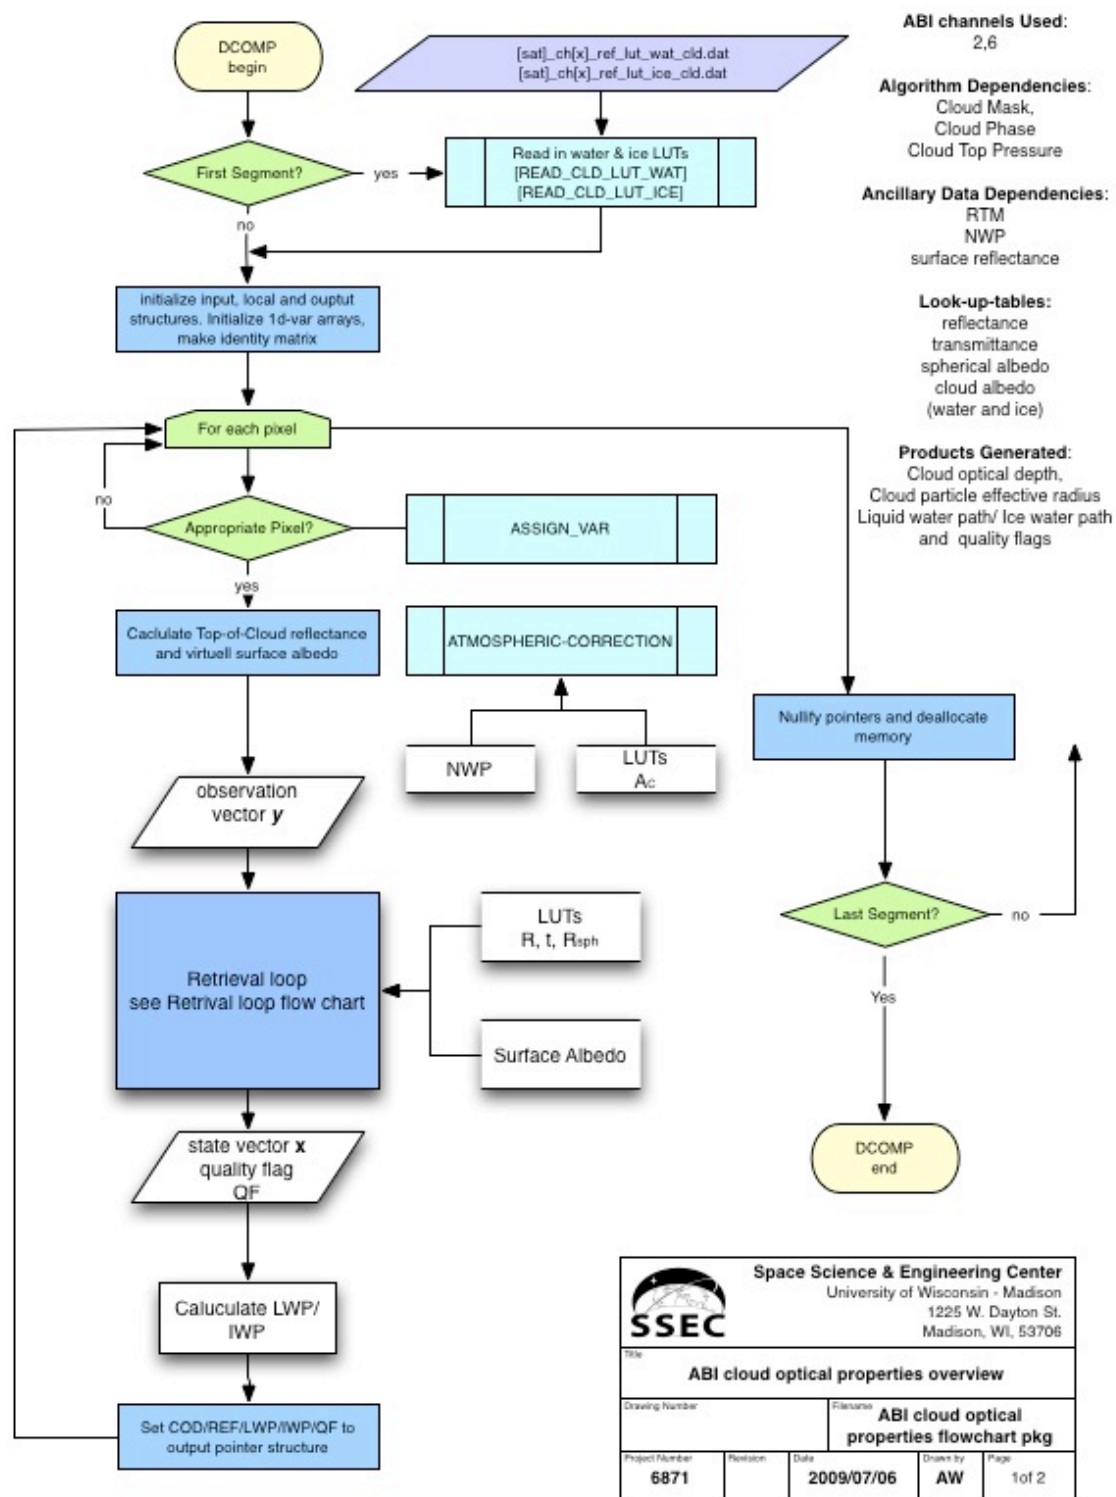 DCOMP
begin
[sat]_ch[x]_ref_lut_wat_cld.dat
[sat]_ch[x]_ref_lut_ice_cld.dat
First Segment?
yes
Read in water & ice LUTs
[READ_CLD_LUT_WAT]
[READ_CLD_LUT_ICE]
no
initialize input, local and ouptut
structures. Initialize 1d-var arrays,
make identity matrix
For each pixel
no
Appropriate Pixel?
ASSIGN_VAR
yes
Caclulate Top-of-Cloud reflectance
and virtuell surface albedo
ATMOSPHERIC-CORRECTION
NWP
LUTs
Ac
observation
vector y
Retrieval loop
see Retrival loop flow chart
LUTs
R, t, Rsph
Surface Albedo
state vector x
quality flag
QF
Caluculate LWP/
IWP
Set COD/REF/LWP/IWP/QF to
output pointer structure
Nullify pointers and deallocate
memory
Last Segment?
no
Yes
DCOMP
end
ABI channels Used:
2,6
Algorithm Dependencies:
Cloud Mask,
Cloud Phase
Cloud Top Pressure
Ancillary Data Dependencies:
RTM
NWP
surface reflectance
Look-up-tables:
reflectance
transmittance
spherical albedo
cloud albedo
(water and ice)
Products Generated:
Cloud optical depth,
Cloud particle effective radius
Liquid water path/ Ice water path
and quality flags
SSEC
Space Science & Engineering Center
University of Wisconsin - Madison
1225 W. Dayton St.
Madison, WI, 53706
Title
ABI cloud optical properties overview
Drawing Number
Filename
ABI cloud optical
properties flowchart pkg
Project Number
6871
Revision
Date
2009/07/06
Drawn by
AW
Page
1of 2